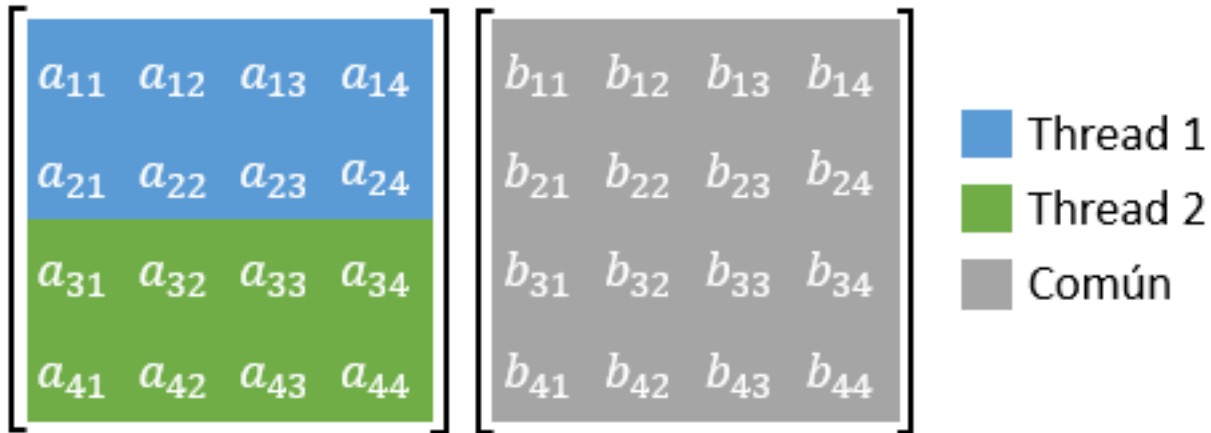 a11 a12 a13 a14
a21 a22 a23 a24
a31 a32 a33 a34
a41 a42 a43 a44
b11 b12 b13 b14
b21 b22 b23 b24
b31 b32 b33 b34
b41 b42 b43 b44
Thread 1
Thread 2
Común